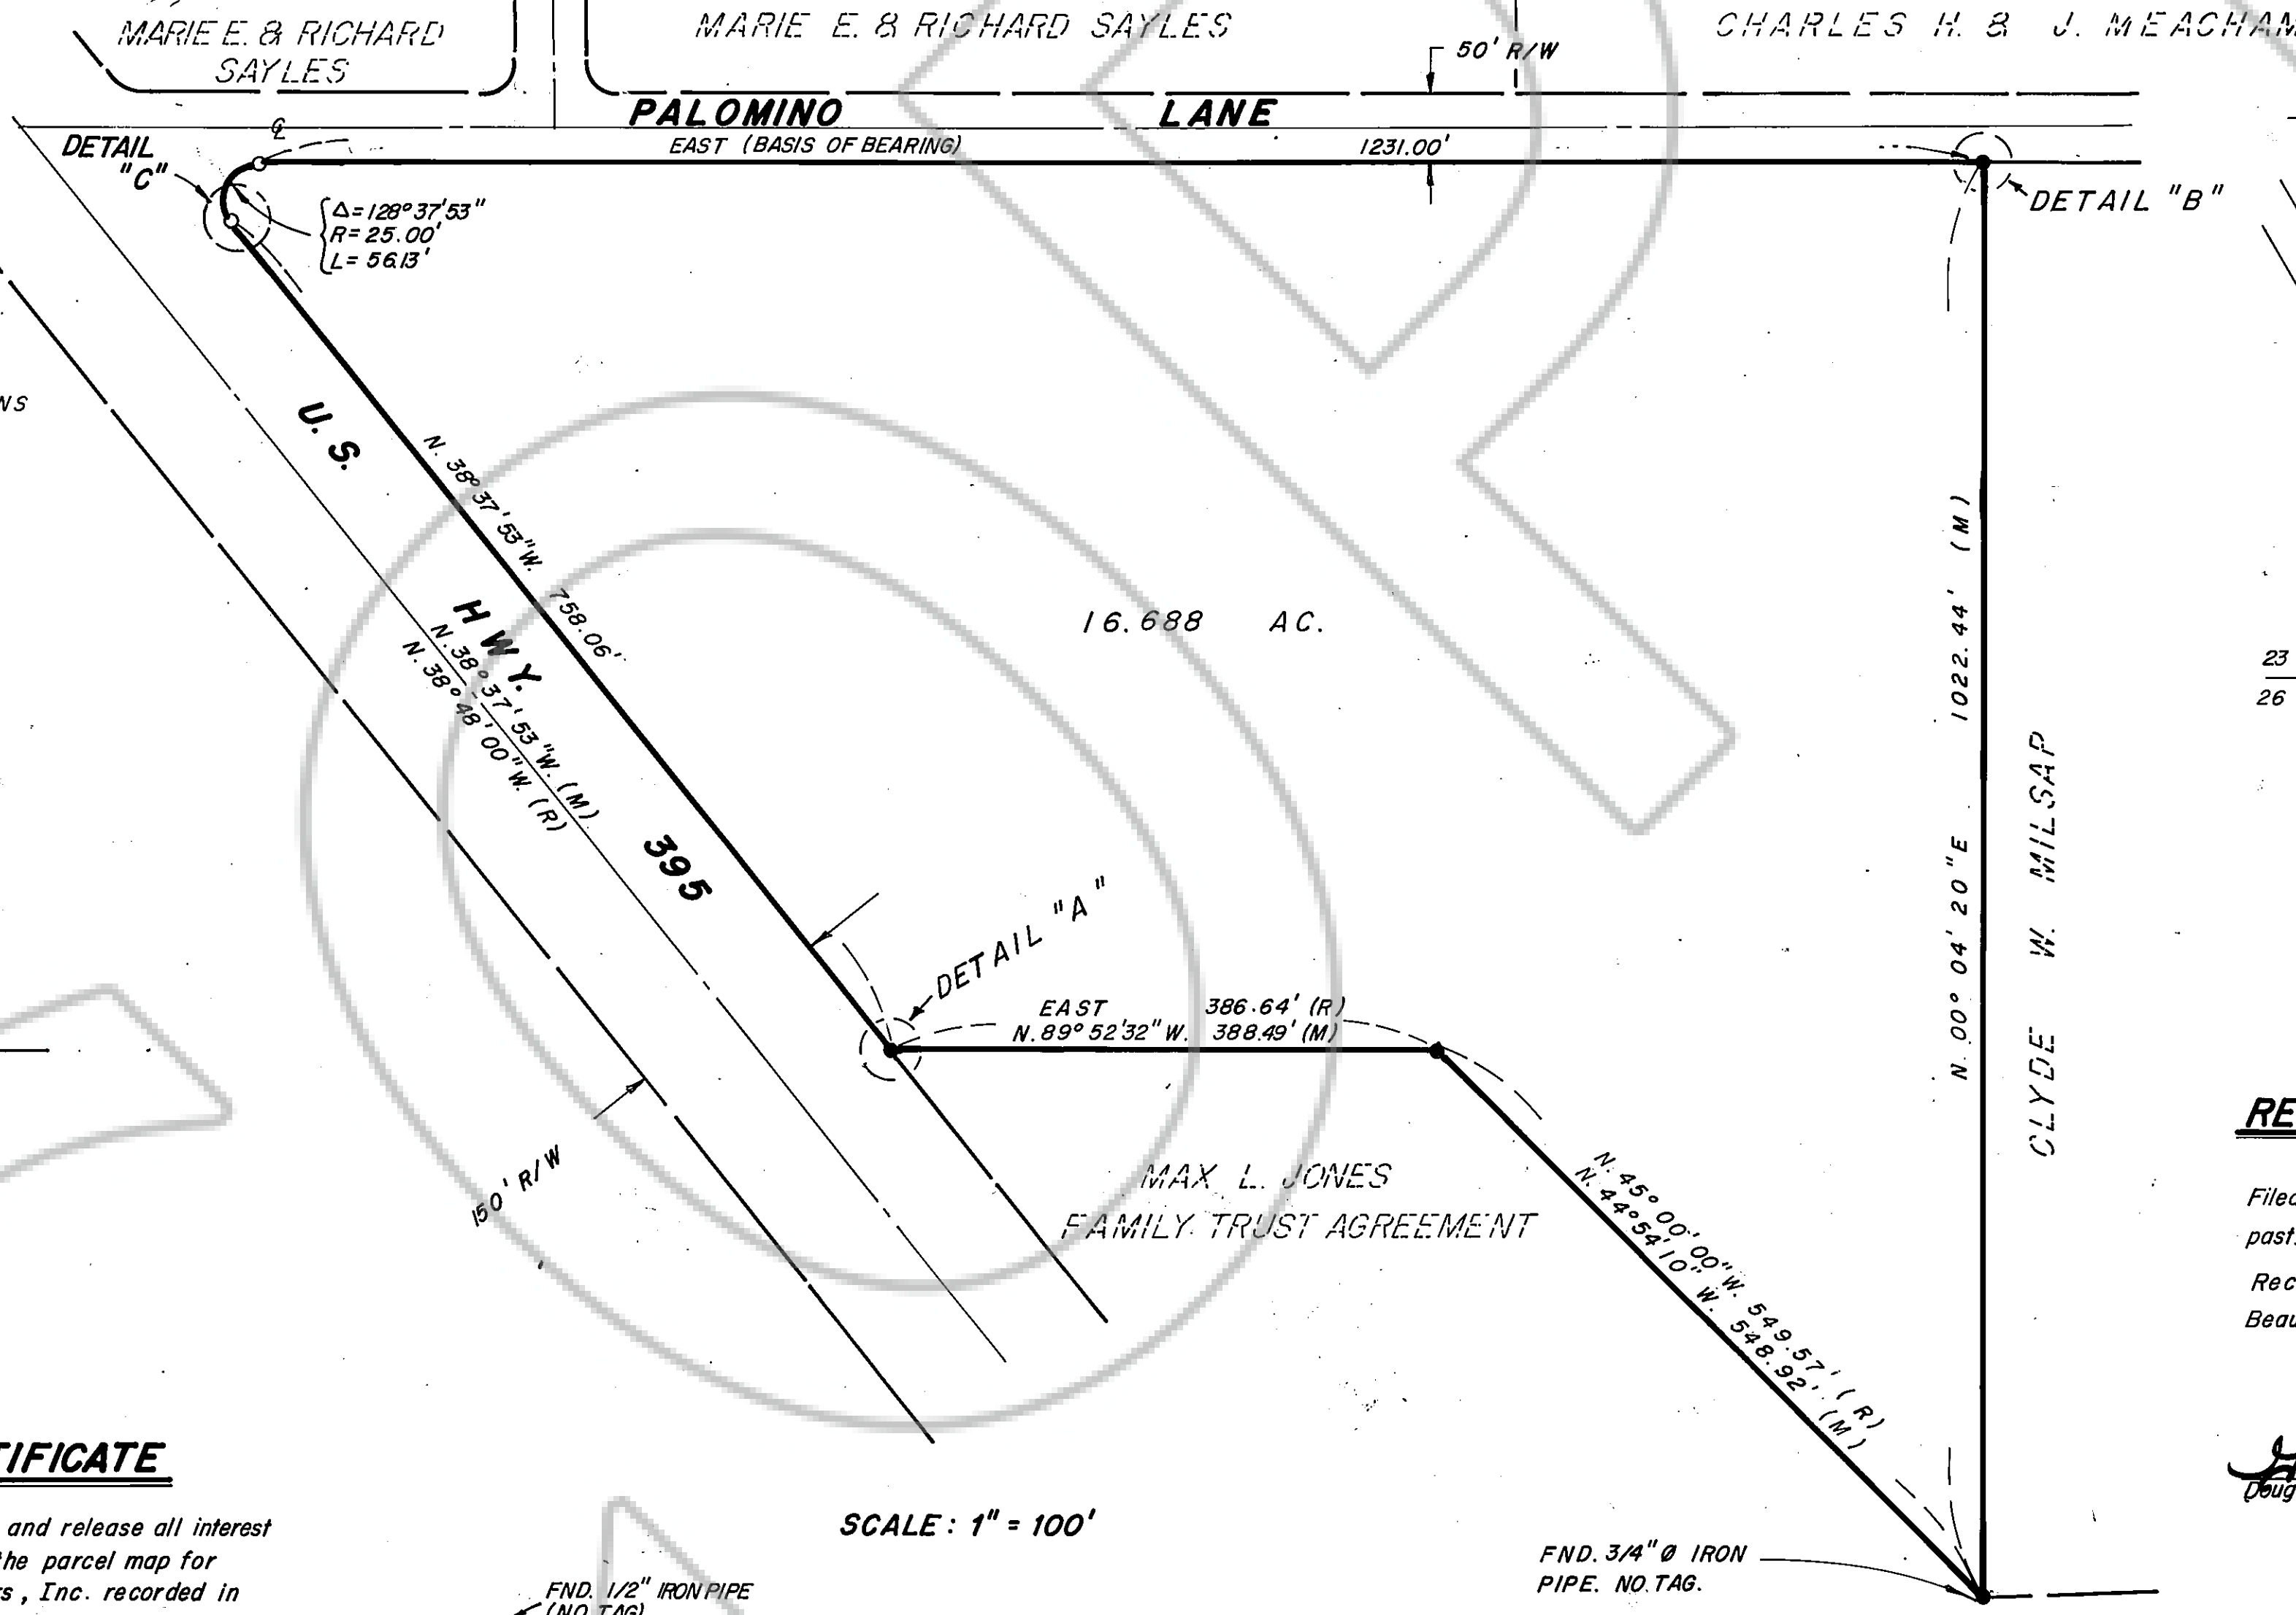 MARIE E. & RICHARD
SAYLES
MARIE E. & RICHARD SAYLES
CHARLES H. & J. MEACHAM
50' R/W
PALOMINO LANE
℄
EAST (BASIS OF BEARING) 1231.00'
DETAIL
"C"
Δ=128°37'53"
R=25.00'
L=56.13'
DETAIL "B"
U.S. HWY. 395
N. 38°37'53"W. 758.06'
N.38°37'53"W. (M)
N.38°48'00"W. (R)
16.688 AC.
N. 00° 04' 20"E 1022.44' (M)
CLYDE W. MILSAP
23
26
DETAIL "A"
EAST 386.64' (R)
N.89°52'32"W. 388.49' (M)
150' R/W
MAX L. JONES
FAMILY TRUST AGREEMENT
N.45°00'00"W. 549.57' (R)
N.44°54'10"W. 548.92' (M)
RE
Filed
past
Rec
Beau
TIFICATE
and release all interest
the parcel map for
rs, Inc. recorded in
SCALE: 1" = 100'
FND. 1/2" IRON PIPE
(NO TAG)
FND. 3/4" Ø IRON
PIPE. NO TAG.
Doug